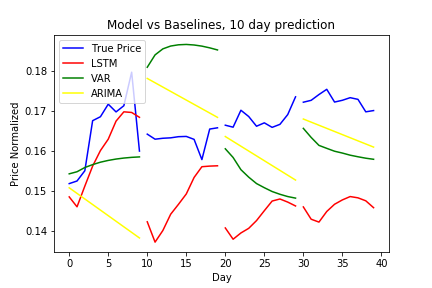 Model vs Baselines, 10 day prediction
True Price
LSTM
VAR
ARIMA
Price Normalized
0.18
0.17
0.16
0.15
0.14
0 5 10 15 20 25 30 35 40
Day